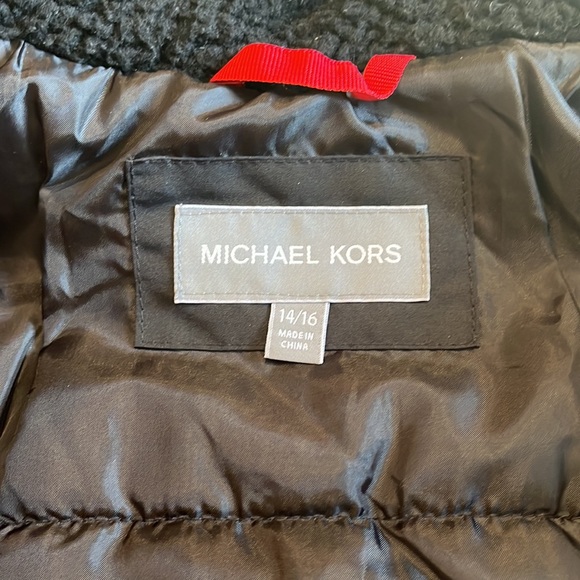 MICHAEL KORS
14/16
MADE IN
CHINA